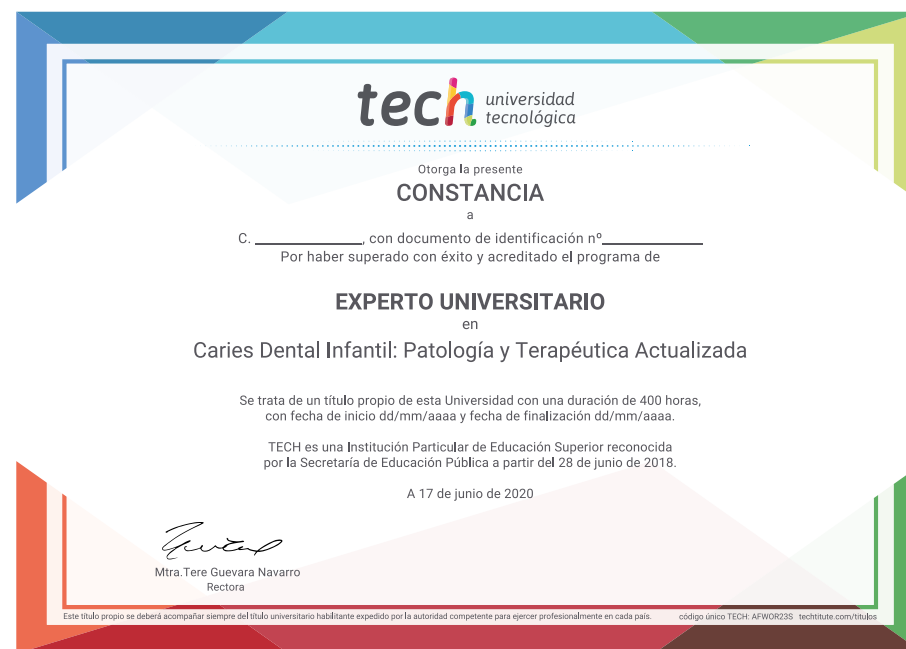 tech universidad
tecnológica
Otorga la presente
CONSTANCIA
a
C. ______________, con documento de identificación nº_____________
Por haber superado con éxito y acreditado el programa de
EXPERTO UNIVERSITARIO
en
Caries Dental Infantil: Patología y Terapéutica Actualizada
Se trata de un título propio de esta Universidad con una duración de 400 horas,
con fecha de inicio dd/mm/aaaa y fecha de finalización dd/mm/aaaa.
TECH es una Institución Particular de Educación Superior reconocida
por la Secretaría de Educación Pública a partir del 28 de junio de 2018.
A 17 de junio de 2020
Mtra.Tere Guevara Navarro
Rectora
Este título propio se deberá acompañar siempre del título universitario habilitante expedido por la autoridad competente para ejercer profesionalmente en cada país. código único TECH: AFWOR23S techtitute.com/titulos